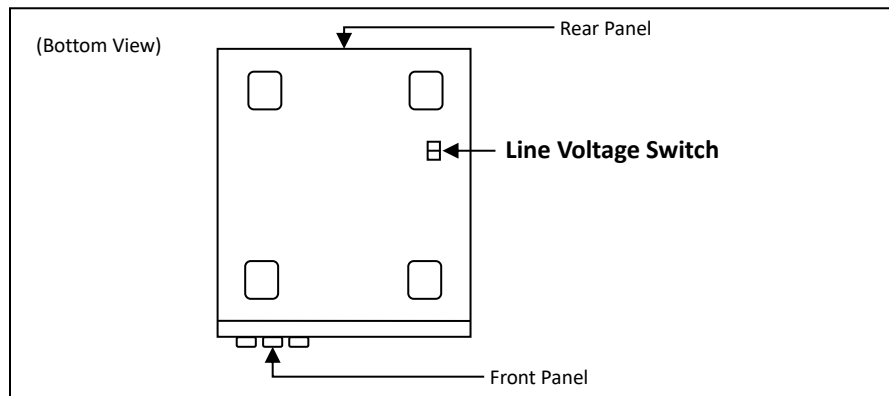 Rear Panel
(Bottom View)
Line Voltage Switch
Front Panel